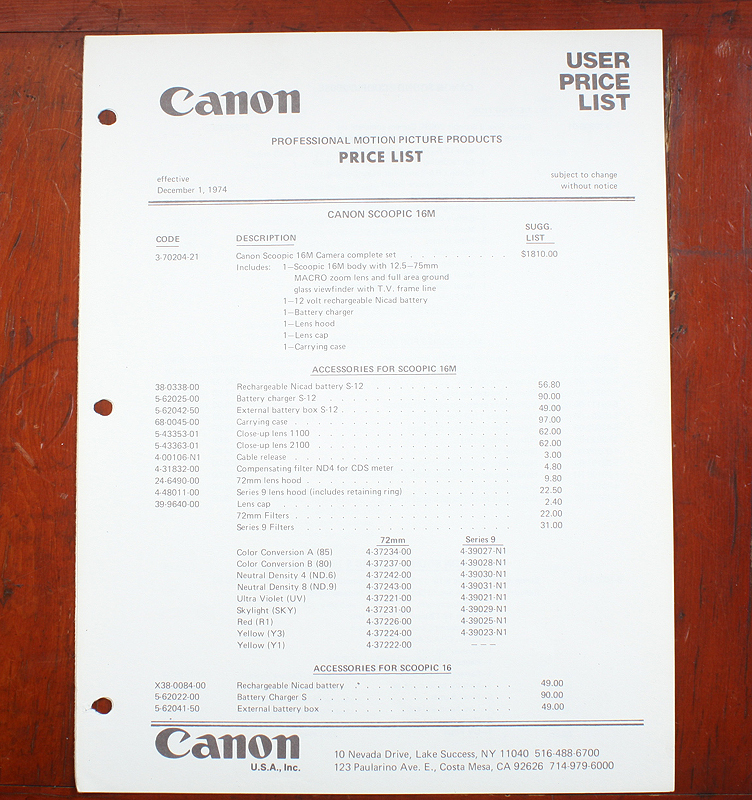 Canon
USER
PRICE
LIST
PROFESSIONAL MOTION PICTURE PRODUCTS
PRICE LIST
effective
December 1, 1974
subject to change
without notice
CANON SCOOPIC 16M
CODE DESCRIPTION SUGG. LIST
3-70204-21 Canon Scoopic 16M Camera complete set . . . . . . . . . $1810.00
Includes: 1—Scoopic 16M body with 12.5—75mm
MACRO zoom lens and full area ground
glass viewfinder with T.V. frame line
1—12 volt rechargeable Nicad battery
1—Battery charger
1—Lens hood
1—Lens cap
1—Carrying case
ACCESSORIES FOR SCOOPIC 16M
38-0338-00 Rechargeable Nicad battery S-12 . . . . . . . . . . . . 56.80
5-62025-00 Battery charger S-12 . . . . . . . . . . . . 90.00
5-62042-50 External battery box S-12 . . . . . . . . . . . . 49.00
68-0045-00 Carrying case . . . . . . . . . . . . 97.00
5-43353-01 Close-up lens 1100 . . . . . . . . . . . . 62.00
5-43363-01 Close-up lens 2100 . . . . . . . . . . . . 62.00
4-00106-N1 Cable release . . . . . . . . . . . . 3.00
4-31832-00 Compensating filter ND4 for CDS meter . . . . . . . . . 4.80
24-6490-00 72mm lens hood . . . . . . . . . . . . 9.80
4-48011-00 Series 9 lens hood (includes retaining ring) . . . . . . . . . 22.50
39-9640-00 Lens cap . . . . . . . . . . . . 2.40
72mm Filters . . . . . . . . . . . . 22.00
Series 9 Filters . . . . . . . . . . . . 31.00
72mm Series 9
Color Conversion A (85) 4-37234-00 4-39027-N1
Color Conversion B (80) 4-37237-00 4-39028-N1
Neutral Density 4 (ND.6) 4-37242-00 4-39030-N1
Neutral Density 8 (ND.9) 4-37243-00 4-39031-N1
Ultra Violet (UV) 4-37221-00 4-39021-N1
Skylight (SKY) 4-37231-00 4-39029-N1
Red (R1) 4-37226-00 4-39025-N1
Yellow (Y3) 4-37224-00 4-39023-N1
Yellow (Y1) 4-37222-00 — — —
ACCESSORIES FOR SCOOPIC 16
X38-0084-00 Rechargeable Nicad battery . . . . . . . . . . . . 49.00
5-62022-00 Battery Charger S . . . . . . . . . . . . 90.00
5-62041-50 External battery box . . . . . . . . . . . . 49.00
Canon
U.S.A., Inc.
10 Nevada Drive, Lake Success, NY 11040 516-488-6700
123 Paularino Ave. E., Costa Mesa, CA 92626 714-979-6000